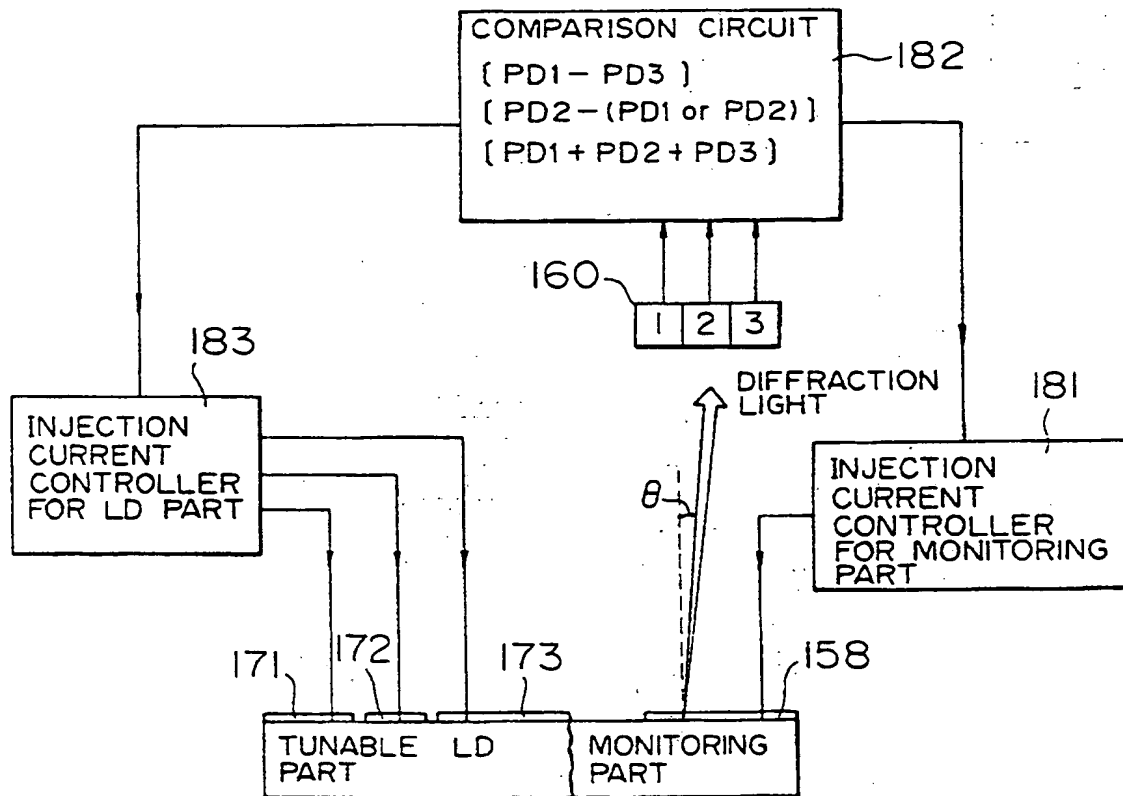 COMPARISON CIRCUIT
[ PD1 - PD3 ]
[ PD2 - (PD1 or PD2) ]
[ PD1 + PD2 + PD3 ]
182
160
1 2 3
183
INJECTION
CURRENT
CONTROLLER
FOR LD PART
DIFFRACTION
LIGHT
θ
181
INJECTION
CURRENT
CONTROLLER
FOR MONITORING
PART
171
172
173
158
TUNABLE LD
PART
MONITORING
PART